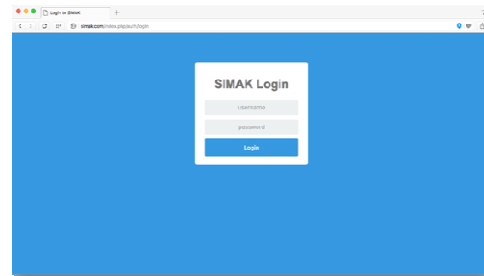 Login to SIMAK
simak.com/index.php/auth/login
SIMAK Login
username
password
Login